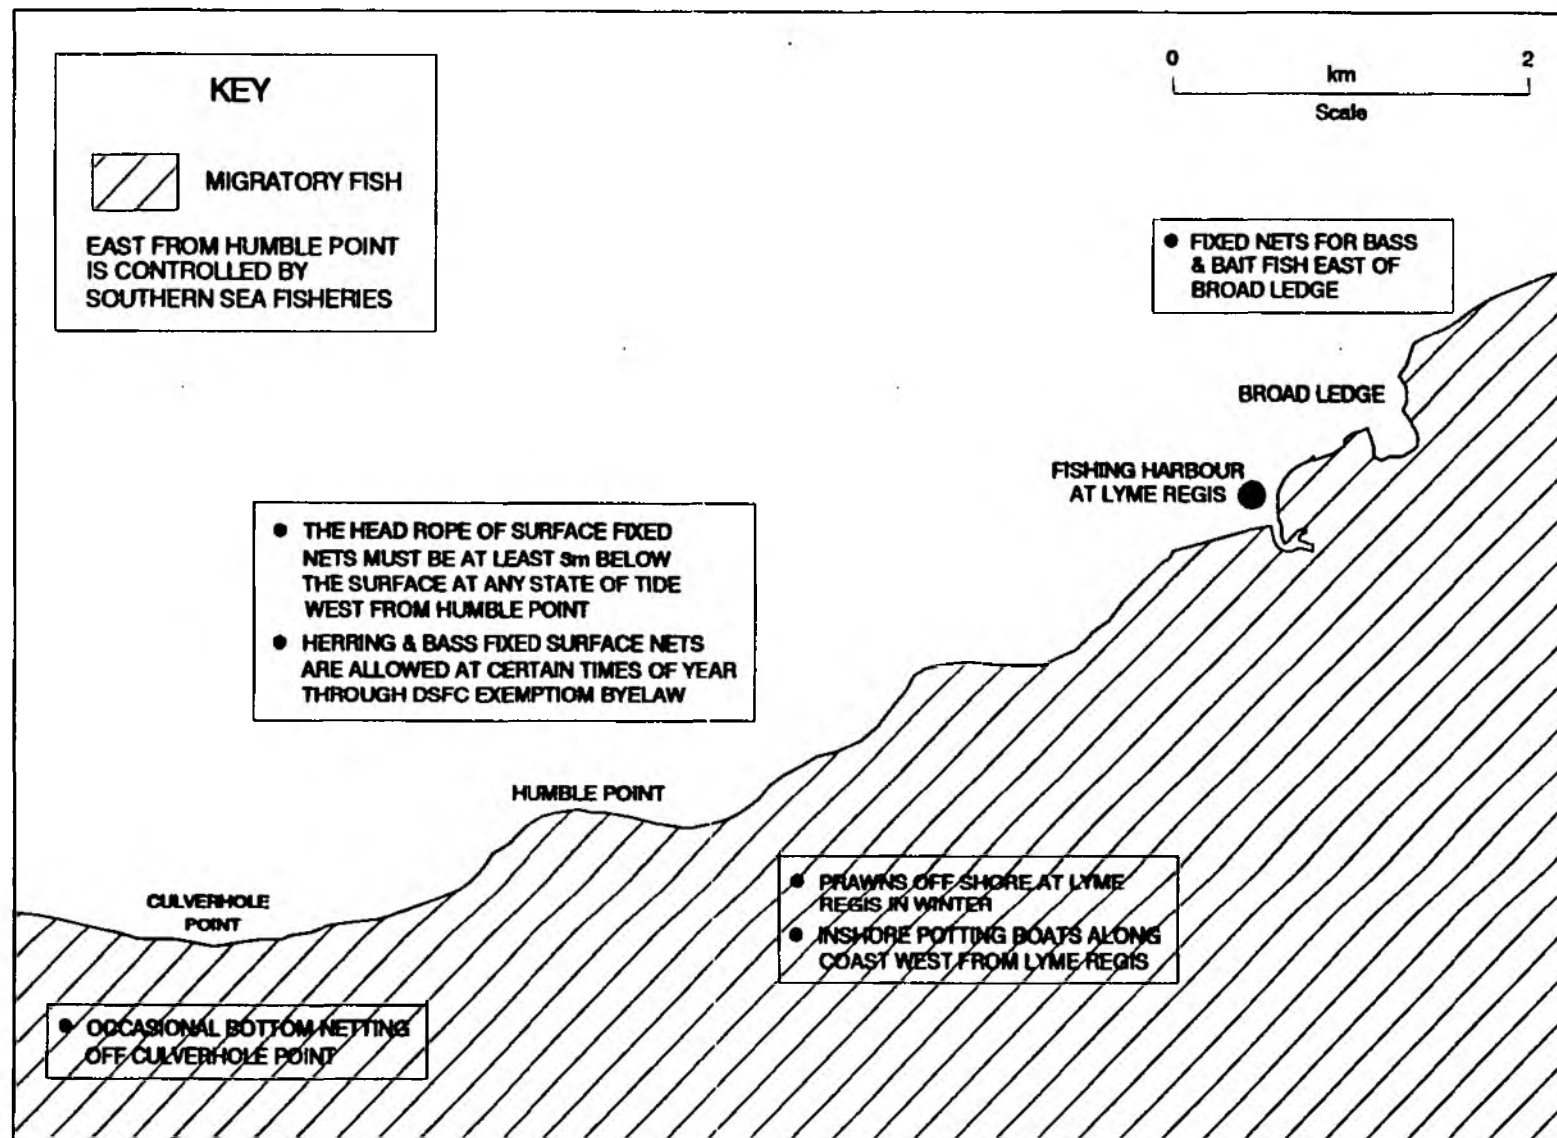 KEY
MIGRATORY FISH
EAST FROM HUMBLE POINT
IS CONTROLLED BY
SOUTHERN SEA FISHERIES
0 2
km
Scale
● FIXED NETS FOR BASS
& BAIT FISH EAST OF
BROAD LEDGE
BROAD LEDGE
FISHING HARBOUR
AT LYME REGIS
● THE HEAD ROPE OF SURFACE FIXED
NETS MUST BE AT LEAST 3m BELOW
THE SURFACE AT ANY STATE OF TIDE
WEST FROM HUMBLE POINT
● HERRING & BASS FIXED SURFACE NETS
ARE ALLOWED AT CERTAIN TIMES OF YEAR
THROUGH DSFC EXEMPTIOM BYELAW
HUMBLE POINT
CULVERHOLE
POINT
● PRAWNS OFF SHORE AT LYME
REGIS IN WINTER
● INSHORE POTTING BOATS ALONG
COAST WEST FROM LYME REGIS
● OCCASIONAL BOTTOM NETTING
OFF CULVERHOLE POINT